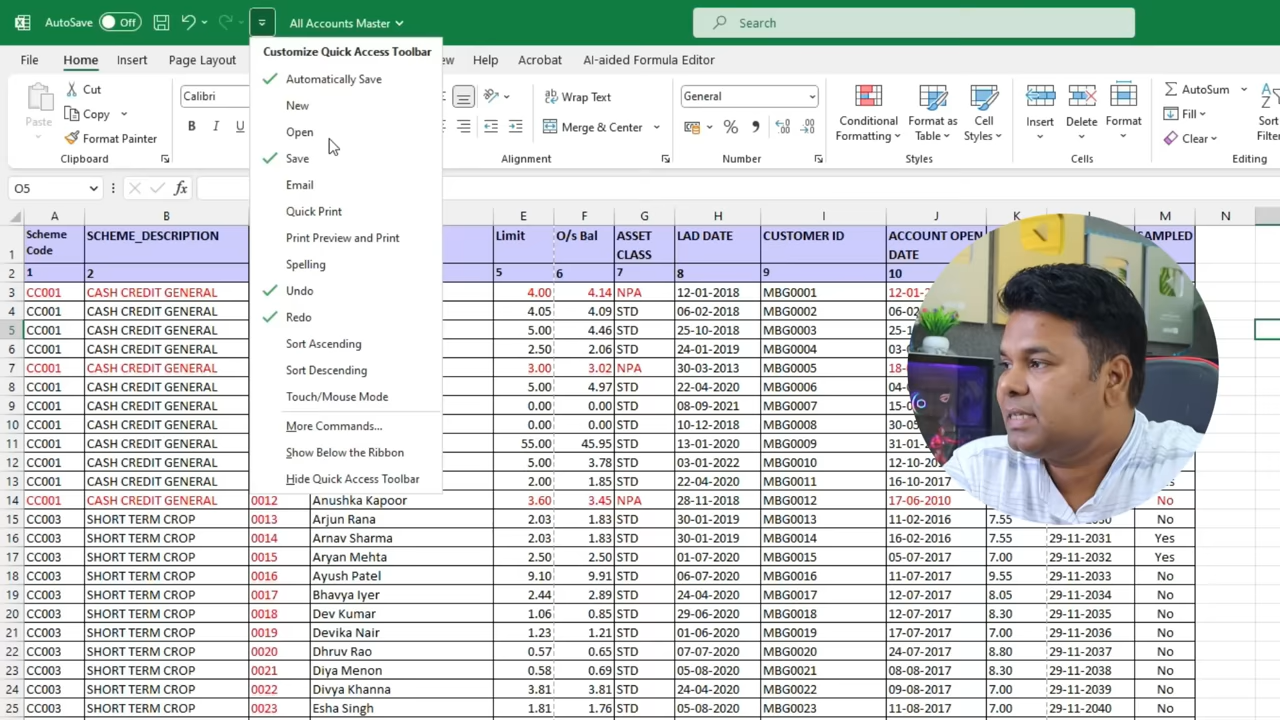 AutoSave Off All Accounts Master Search
Customize Quick Access Toolbar
Automatically Save
New
Open
Save
Email
Quick Print
Print Preview and Print
Spelling
Undo
Redo
Sort Ascending
Sort Descending
Touch/Mouse Mode
More Commands...
Show Below the Ribbon
Hide Quick Access Toolbar
File Home Insert Page Layout Help Acrobat AI-aided Formula Editor
Paste
Cut
Copy
Format Painter
Clipboard
Calibri
B I U
Wrap Text
Merge & Center
Alignment
General
Number
Conditional Formatting
Format as Table
Cell Styles
Styles
Insert Delete Format
Cells
AutoSum
Fill
Clear
Editing
O5 fx
A B E F G H I J K M N
1 Scheme Code SCHEME_DESCRIPTION Limit O/s Bal ASSET CLASS LAD DATE CUSTOMER ID ACCOUNT OPEN DATE SAMPLED
2 1 2 5 6 7 8 9 10
3 CC001 CASH CREDIT GENERAL 4.00 4.14 NPA 12-01-2018 MBG0001
4 CC001 CASH CREDIT GENERAL 4.05 4.09 STD 06-02-2018 MBG0002
5 CC001 CASH CREDIT GENERAL 5.00 4.46 STD 25-10-2018 MBG0003
6 CC001 CASH CREDIT GENERAL 2.50 2.06 STD 24-01-2019 MBG0004
7 CC001 CASH CREDIT GENERAL 3.00 3.02 NPA 30-03-2013 MBG0005
8 CC001 CASH CREDIT GENERAL 5.00 4.97 STD 22-04-2020 MBG0006
9 CC001 CASH CREDIT GENERAL 0.00 0.00 STD 08-09-2021 MBG0007
10 CC001 CASH CREDIT GENERAL 0.00 0.00 STD 10-12-2018 MBG0008
11 CC001 CASH CREDIT GENERAL 55.00 45.95 STD 13-01-2020 MBG0009
12 CC001 CASH CREDIT GENERAL 5.00 3.78 STD 03-01-2022 MBG0010
13 CC001 CASH CREDIT GENERAL 2.00 1.85 STD 21-04-2020 MBG0011 16-10-2017
14 CC001 CASH CREDIT GENERAL 0012 Anushka Kapoor 3.60 3.45 NPA 28-11-2018 MBG0012 17-06-2010 No
15 CC003 SHORT TERM CROP 0013 Arjun Rana 2.03 1.83 STD 30-01-2019 MBG0013 11-02-2016 7.55 No
16 CC003 SHORT TERM CROP 0014 Arnav Sharma 2.03 1.83 STD 30-01-2019 MBG0014 16-02-2016 7.55 29-11-2031 Yes
17 CC003 SHORT TERM CROP 0015 Aryan Mehta 2.50 2.50 STD 01-07-2020 MBG0015 05-07-2017 7.00 29-11-2032 Yes
18 CC003 SHORT TERM CROP 0016 Ayush Patel 9.10 9.91 STD 06-07-2020 MBG0016 11-07-2017 9.55 29-11-2033 No
19 CC003 SHORT TERM CROP 0017 Bhavya Iyer 2.44 2.89 STD 24-04-2020 MBG0017 12-07-2017 8.05 29-11-2034 No
20 CC003 SHORT TERM CROP 0018 Dev Kumar 1.06 0.85 STD 29-06-2020 MBG0018 12-07-2017 8.30 29-11-2035 No
21 CC003 SHORT TERM CROP 0019 Devika Nair 1.23 1.21 STD 01-06-2020 MBG0019 17-07-2017 7.00 29-11-2036 No
22 CC003 SHORT TERM CROP 0020 Dhruv Rao 0.57 0.65 STD 07-07-2020 MBG0020 24-07-2017 8.80 29-11-2037 No
23 CC003 SHORT TERM CROP 0021 Diya Menon 0.58 0.69 STD 05-08-2020 MBG0021 08-08-2017 8.30 29-11-2038 No
24 CC003 SHORT TERM CROP 0022 Divya Khanna 3.81 3.81 STD 24-04-2020 MBG0022 09-08-2017 7.00 29-11-2039 No
25 CC003 SHORT TERM CROP 0023 Esha Singh 1.81 1.76 STD 05-08-2020 MBG0023 11-08-2017 7.00 29-11-2040 No